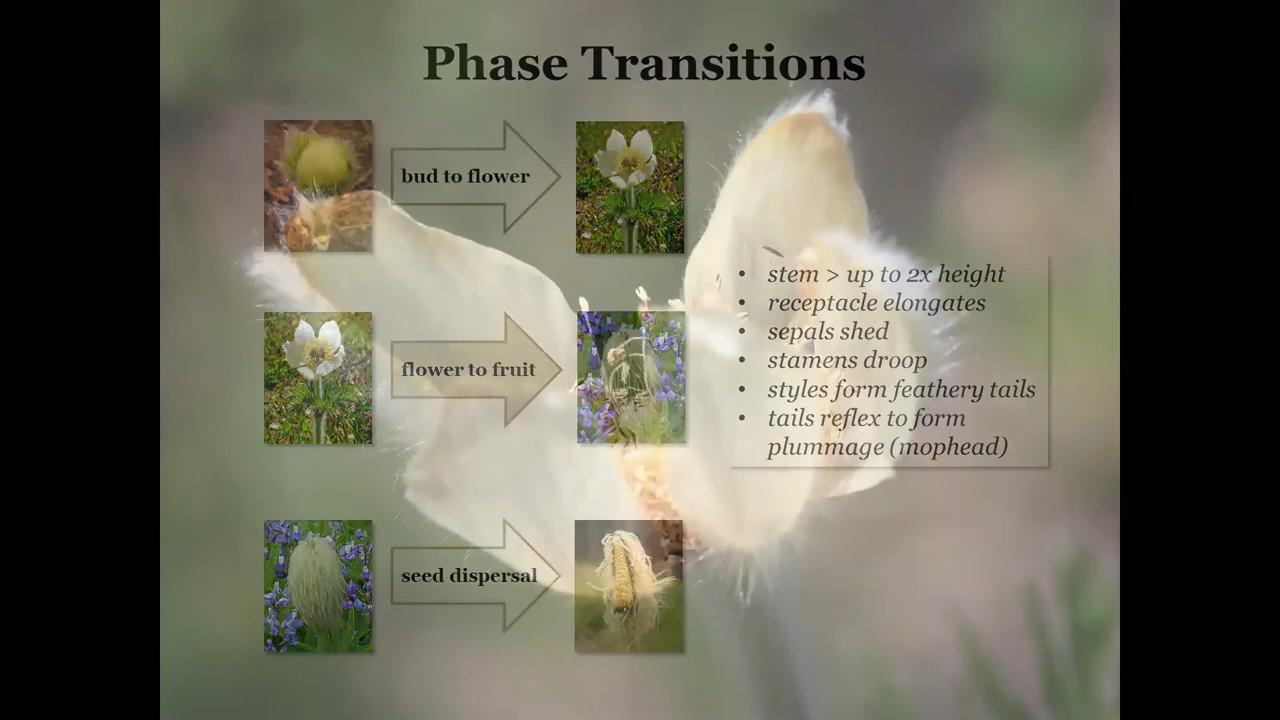 Phase Transitions
bud to flower
flower to fruit
• stem > up to 2x height
• receptacle elongates
• sepals shed
• stamens droop
• styles form feathery tails
• tails reflex to form
plummage (mophead)
seed dispersal